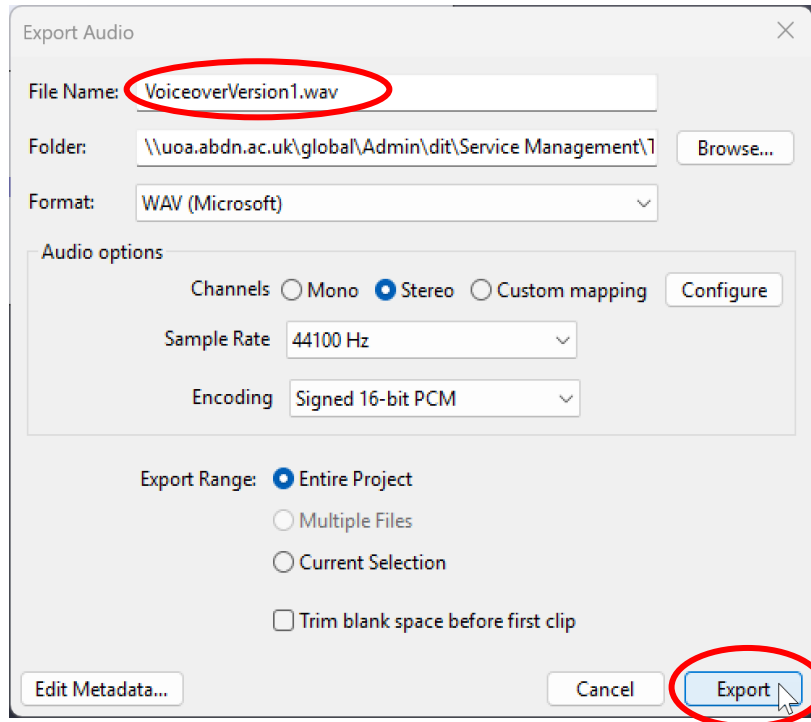 Export Audio
File Name: VoiceoverVersion1.wav
Folder: \\uoa.abdn.ac.uk\global\Admin\dit\Service Management\T Browse...
Format: WAV (Microsoft)
Audio options
Channels Mono Stereo Custom mapping Configure
Sample Rate 44100 Hz
Encoding Signed 16-bit PCM
Export Range: Entire Project
Multiple Files
Current Selection
Trim blank space before first clip
Edit Metadata... Cancel Export